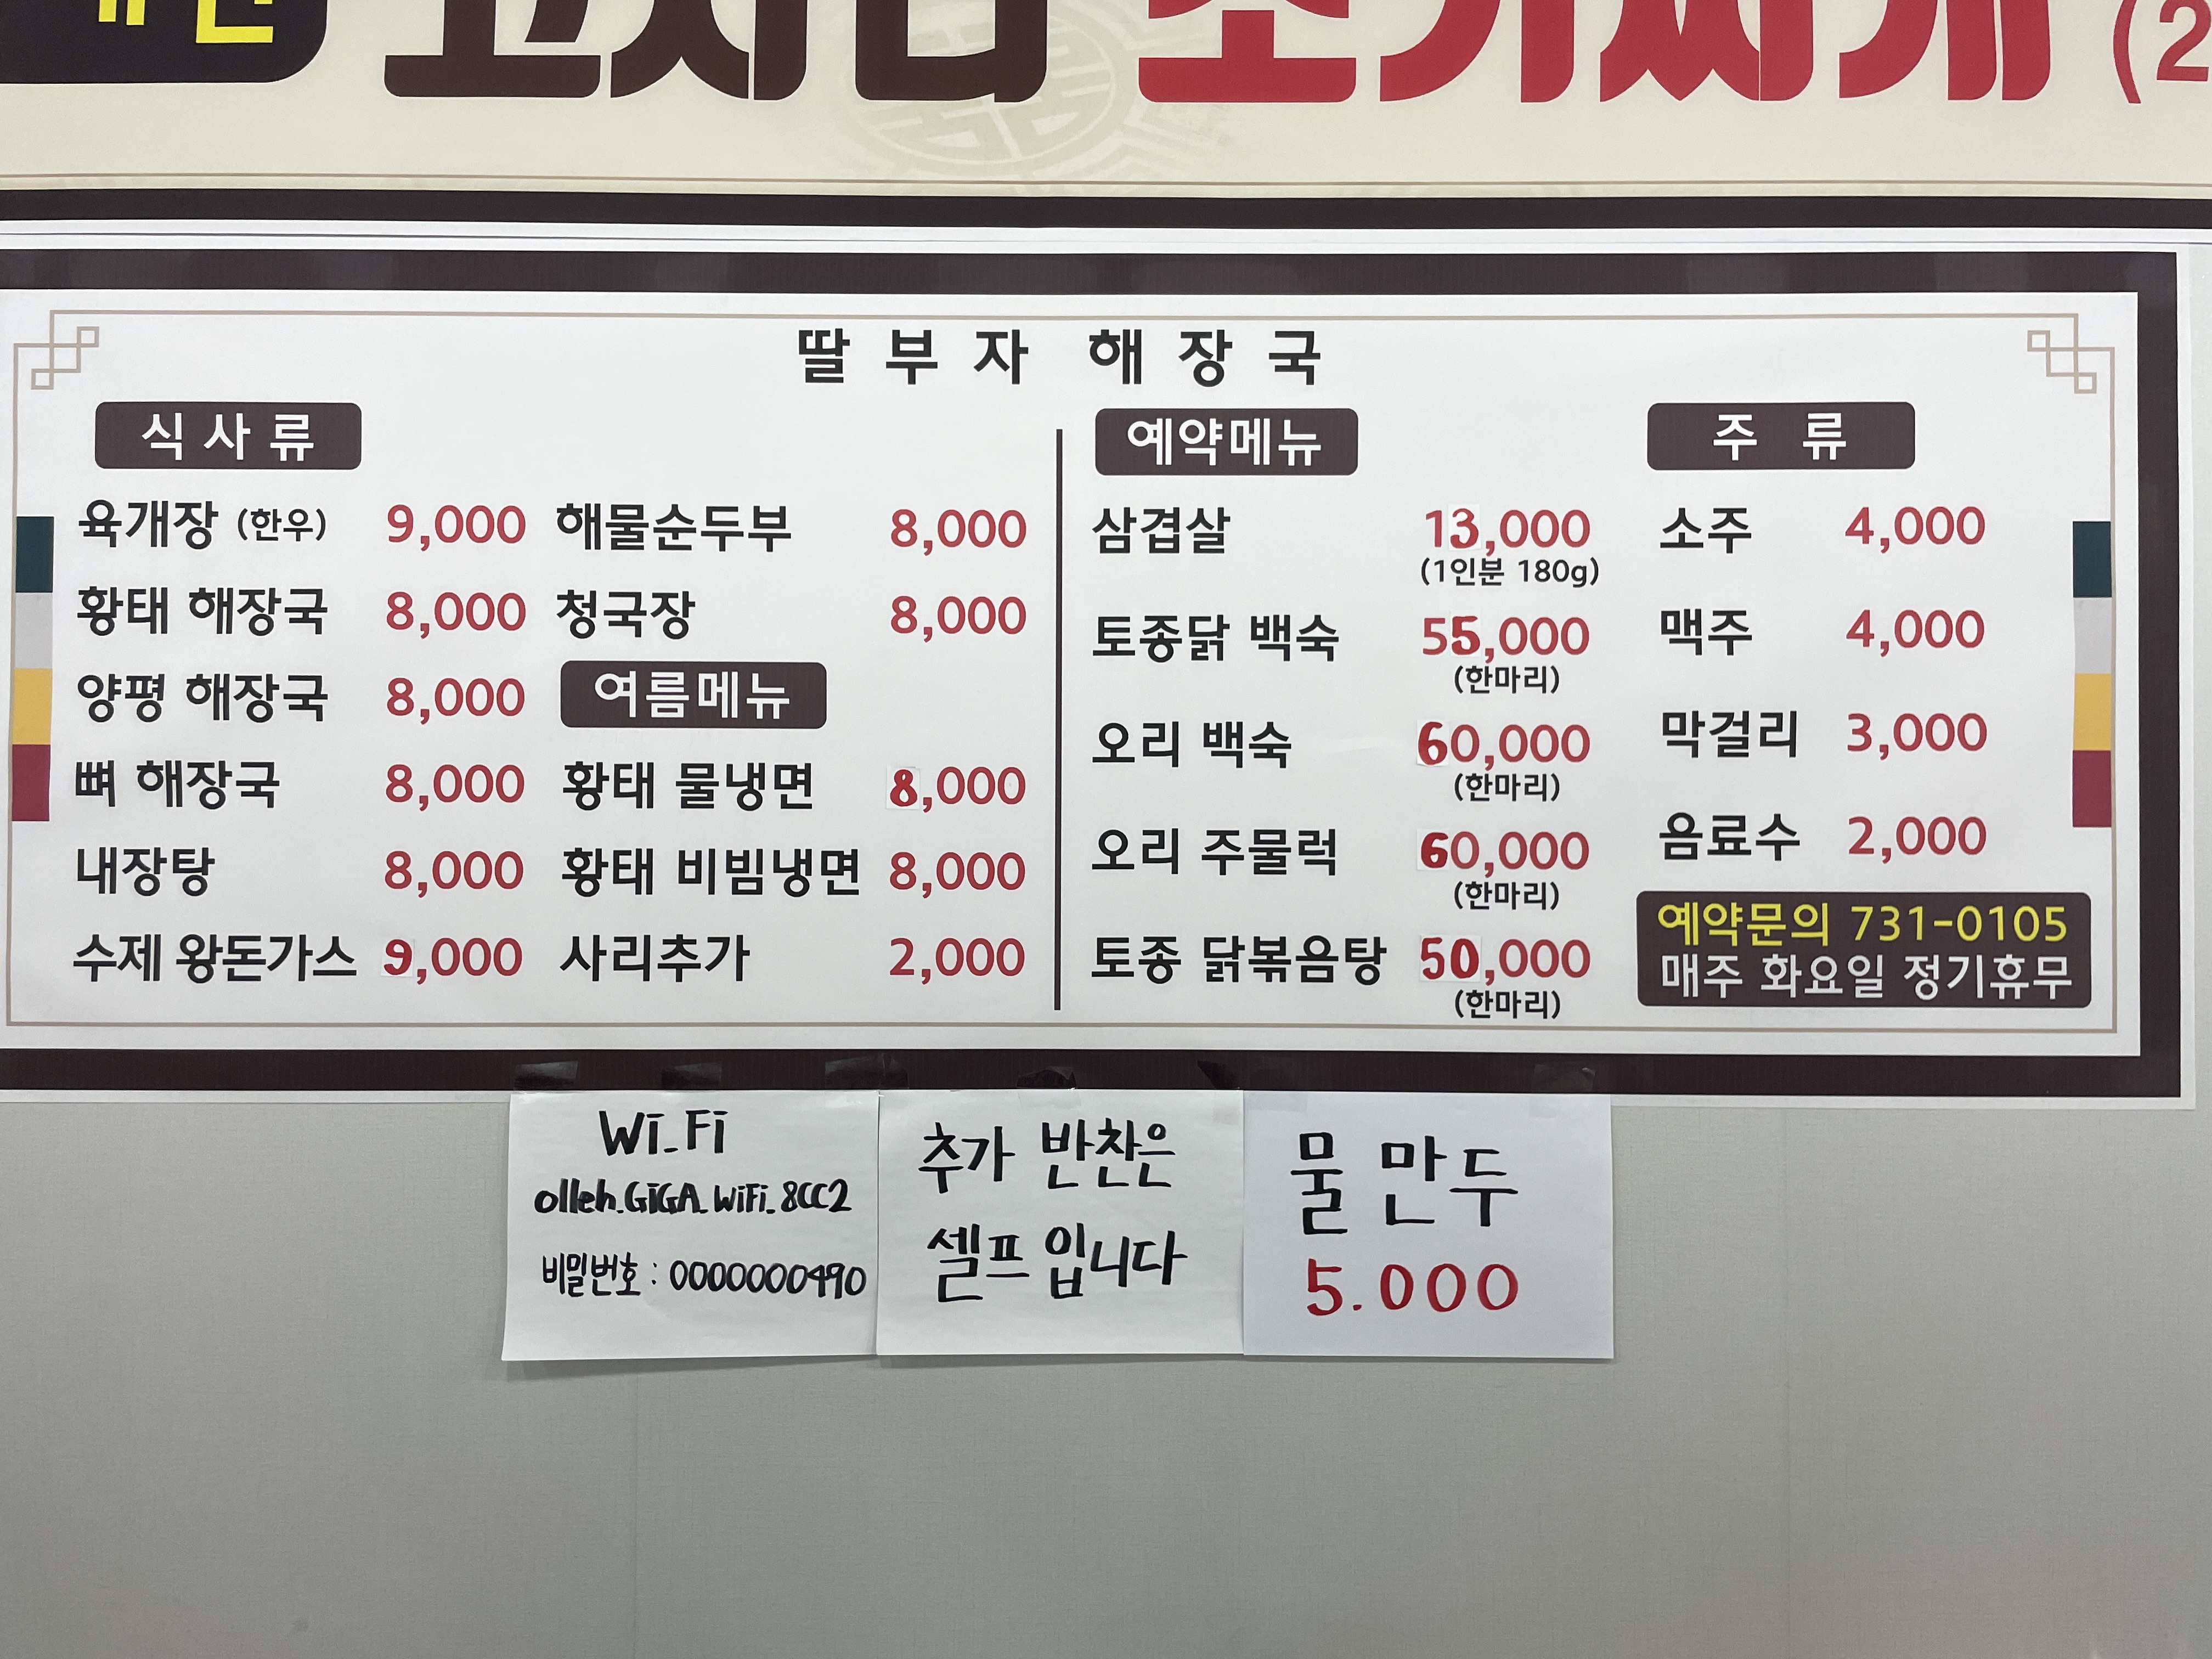 조기찌개 (2
딸부자 해장국
식사류
육개장 (한우) 9,000
황태 해장국 8,000
양평 해장국 8,000
뼈 해장국 8,000
내장탕 8,000
수제 왕돈가스 9,000
해물순두부 8,000
청국장 8,000
여름메뉴
황태 물냉면 8,000
황태 비빔냉면 8,000
사리추가 2,000
예약메뉴
삼겹살 13,000
(1인분 180g)
토종닭 백숙 55,000
(한마리)
오리 백숙 60,000
(한마리)
오리 주물럭 60,000
(한마리)
토종 닭볶음탕 50,000
(한마리)
주류
소주 4,000
맥주 4,000
막걸리 3,000
음료수 2,000
예약문의 731-0105
매주 화요일 정기휴무
Wi_Fi
olleh_GiGA_WiFi_8CC2
비밀번호 : 0000000490
추가 반찬은
셀프 입니다
물만두
5.000